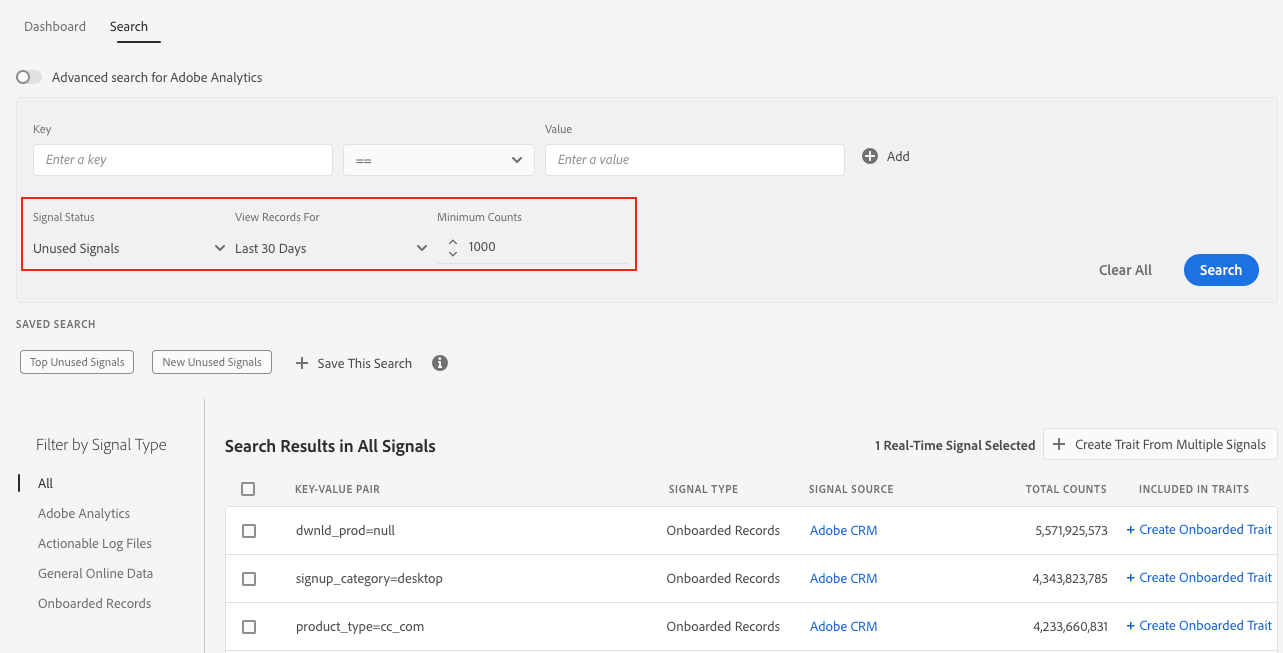 Dashboard Search
Advanced search for Adobe Analytics
Key Value
Enter a key == Enter a value Add
Signal Status View Records For Minimum Counts
Unused Signals Last 30 Days 1000
Clear All Search
SAVED SEARCH
Top Unused Signals New Unused Signals + Save This Search i
Filter by Signal Type
Search Results in All Signals 1 Real-Time Signal Selected + Create Trait From Multiple Signals
All
Adobe Analytics
Actionable Log Files
General Online Data
Onboarded Records
KEY-VALUE PAIR SIGNAL TYPE SIGNAL SOURCE TOTAL COUNTS INCLUDED IN TRAITS
dwnld_prod=null Onboarded Records Adobe CRM 5,571,925,573 + Create Onboarded Trait
signup_category=desktop Onboarded Records Adobe CRM 4,343,823,785 + Create Onboarded Trait
product_type=cc_com Onboarded Records Adobe CRM 4,233,660,831 + Create Onboarded Trait